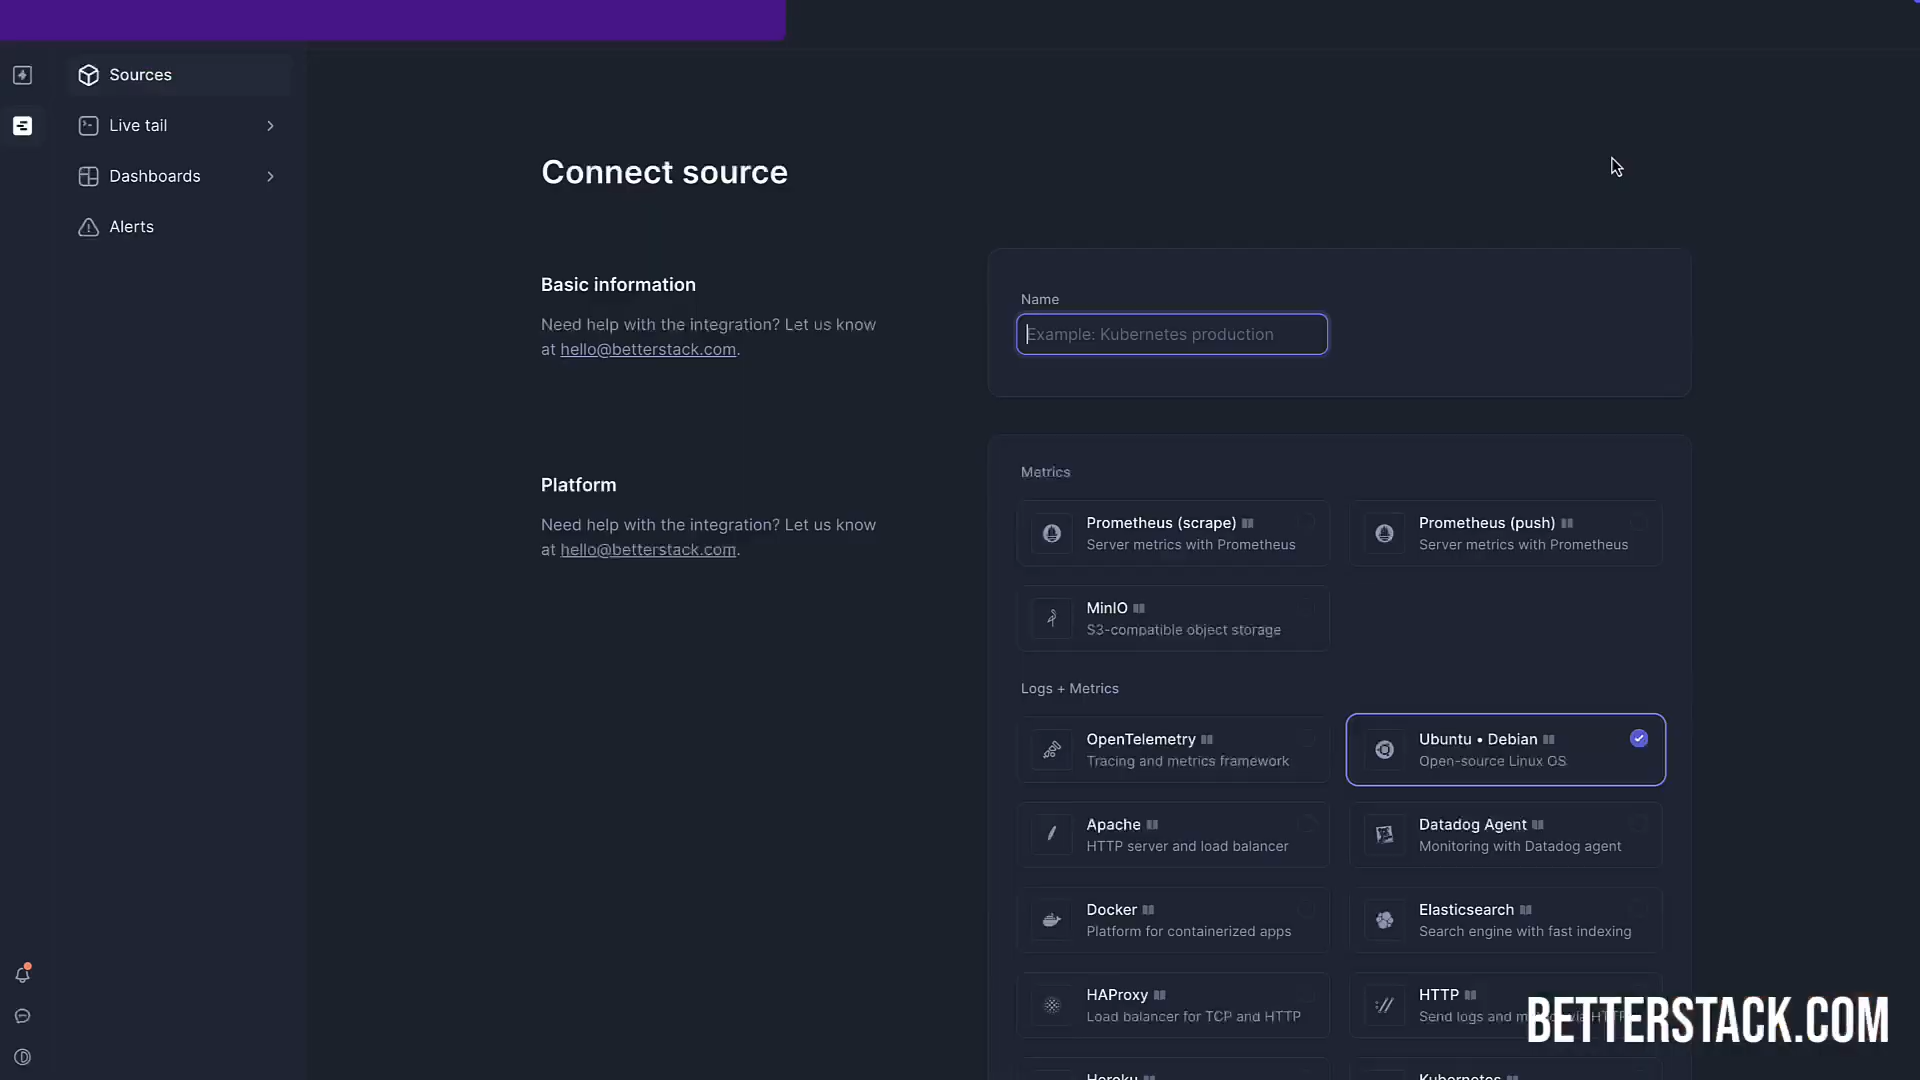 Sources
Live tail
Dashboards
Alerts
Connect source
Basic information
Need help with the integration? Let us know
at hello@betterstack.com.
Name
Example: Kubernetes production
Platform
Need help with the integration? Let us know
at hello@betterstack.com.
Metrics
Prometheus (scrape)
Server metrics with Prometheus
Prometheus (push)
Server metrics with Prometheus
MinIO
S3-compatible object storage
Logs + Metrics
OpenTelemetry
Tracing and metrics framework
Ubuntu • Debian
Open-source Linux OS
Apache
HTTP server and load balancer
Datadog Agent
Monitoring with Datadog agent
Docker
Platform for containerized apps
Elasticsearch
Search engine with fast indexing
HAProxy
Load balancer for TCP and HTTP
HTTP
Send logs and via HTTP
Heroku
Kubernetes
BETTERSTACK.COM